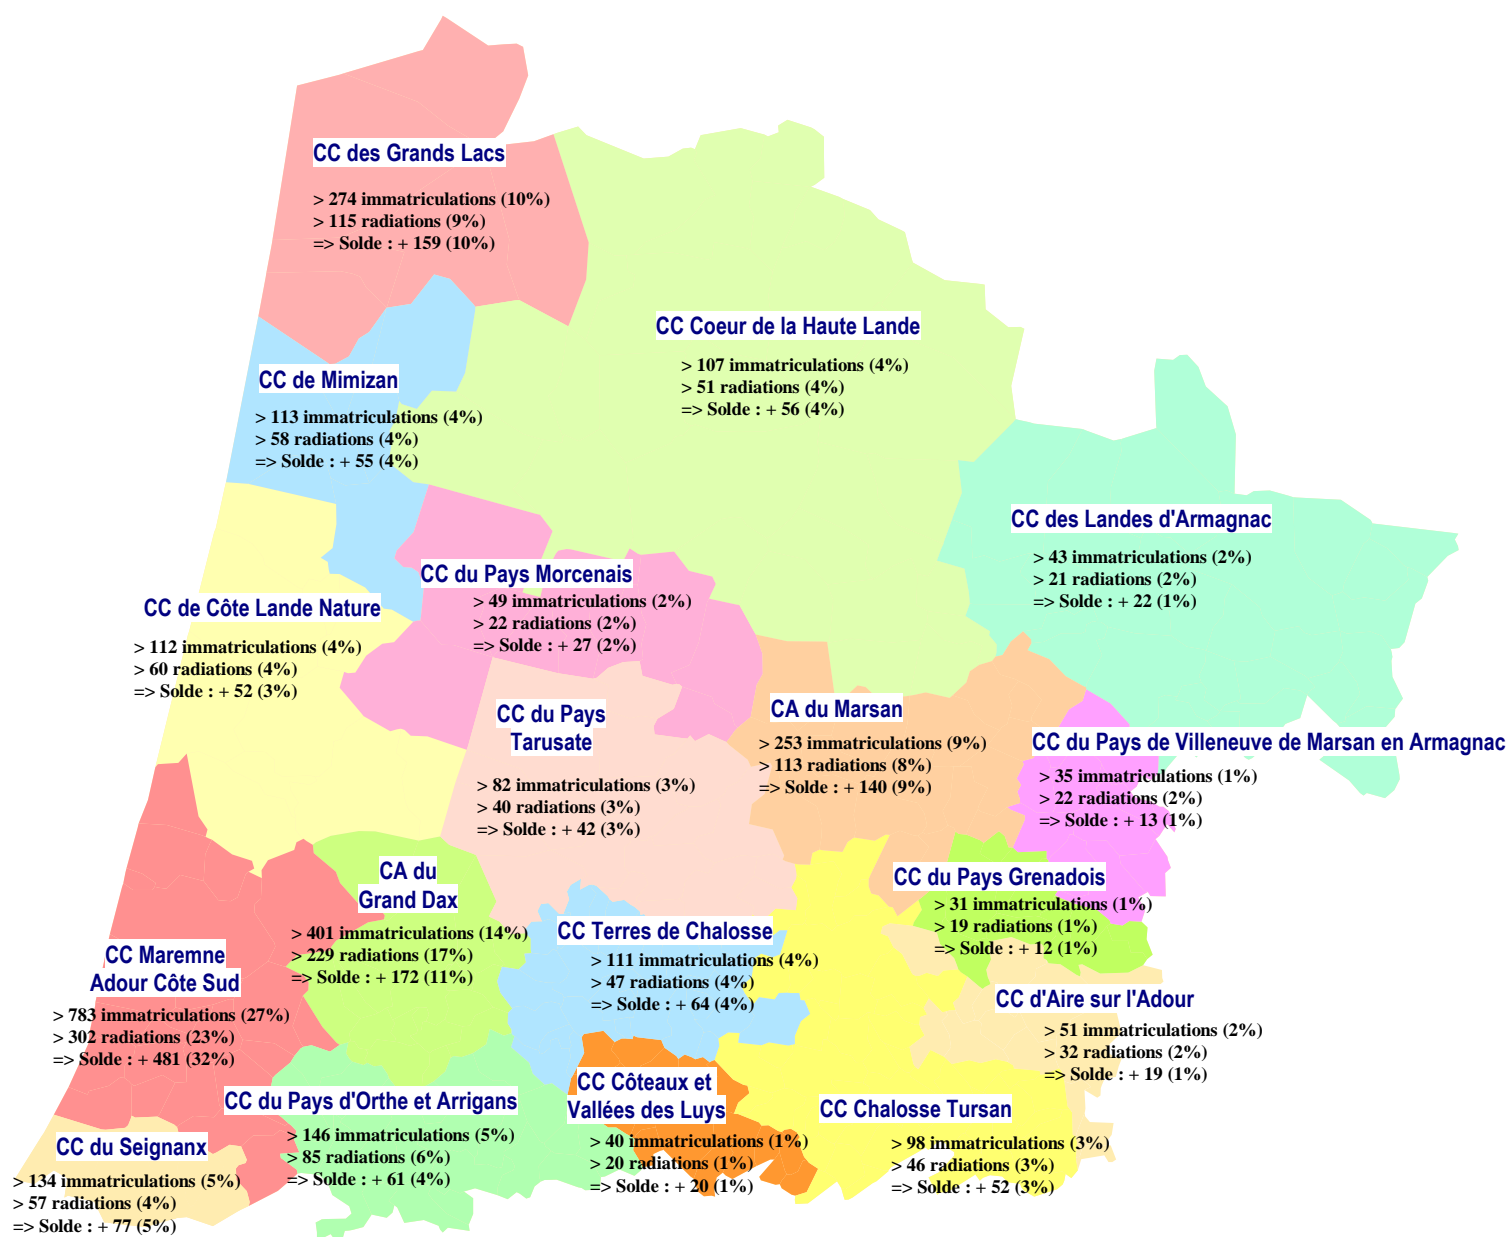 CC des Grands Lacs
> 274 immatriculations (10%)
> 115 radiations (9%)
=> Solde : + 159 (10%)
CC Coeur de la Haute Lande
> 107 immatriculations (4%)
> 51 radiations (4%)
=> Solde : + 56 (4%)
CC de Mimizan
> 113 immatriculations (4%)
> 58 radiations (4%)
=> Solde : + 55 (4%)
CC des Landes d'Armagnac
> 43 immatriculations (2%)
> 21 radiations (2%)
=> Solde : + 22 (1%)
CC du Pays Morcenais
> 49 immatriculations (2%)
> 22 radiations (2%)
=> Solde : + 27 (2%)
CC de Côte Lande Nature
> 112 immatriculations (4%)
> 60 radiations (4%)
=> Solde : + 52 (3%)
CC du Pays
Tarusate
> 82 immatriculations (3%)
> 40 radiations (3%)
=> Solde : + 42 (3%)
CA du Marsan
> 253 immatriculations (9%)
> 113 radiations (8%)
=> Solde : + 140 (9%)
CC du Pays de Villeneuve de Marsan en Armagnac
> 35 immatriculations (1%)
> 22 radiations (2%)
=> Solde : + 13 (1%)
CA du
Grand Dax
> 401 immatriculations (14%)
> 229 radiations (17%)
=> Solde : + 172 (11%)
CC du Pays Grenadois
> 31 immatriculations (1%)
> 19 radiations (1%)
=> Solde : + 12 (1%)
CC Terres de Chalosse
> 111 immatriculations (4%)
> 47 radiations (4%)
=> Solde : + 64 (4%)
CC Maremne
Adour Côte Sud
> 783 immatriculations (27%)
> 302 radiations (23%)
=> Solde : + 481 (32%)
CC d'Aire sur l'Adour
> 51 immatriculations (2%)
> 32 radiations (2%)
=> Solde : + 19 (1%)
CC du Pays d'Orthe et Arrigans
> 146 immatriculations (5%)
> 85 radiations (6%)
=> Solde : + 61 (4%)
CC Côteaux et
Vallées des Luys
> 40 immatriculations (1%)
> 20 radiations (1%)
=> Solde : + 20 (1%)
CC Chalosse Tursan
> 98 immatriculations (3%)
> 46 radiations (3%)
=> Solde : + 52 (3%)
CC du Seignanx
> 134 immatriculations (5%)
> 57 radiations (4%)
=> Solde : + 77 (5%)